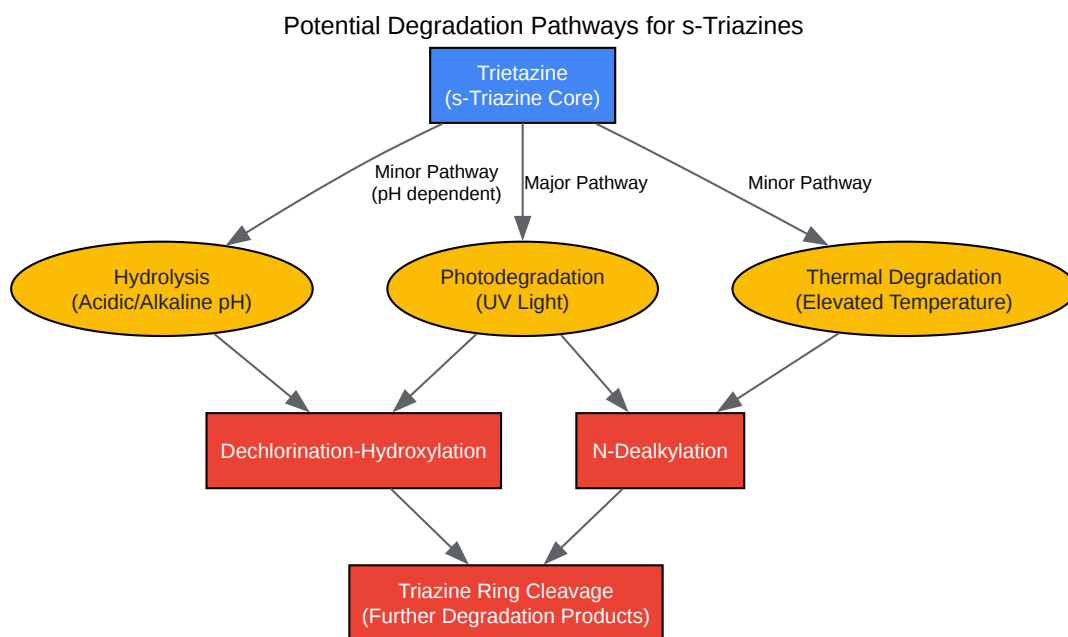 Potential Degradation Pathways for s-Triazines
Trietazine
(s-Triazine Core)
Minor Pathway
(pH dependent)
Major Pathway
Minor Pathway
Hydrolysis
(Acidic/Alkaline pH)
Photodegradation
(UV Light)
Thermal Degradation
(Elevated Temperature)
Dechlorination-Hydroxylation
N-Dealkylation
Triazine Ring Cleavage
(Further Degradation Products)